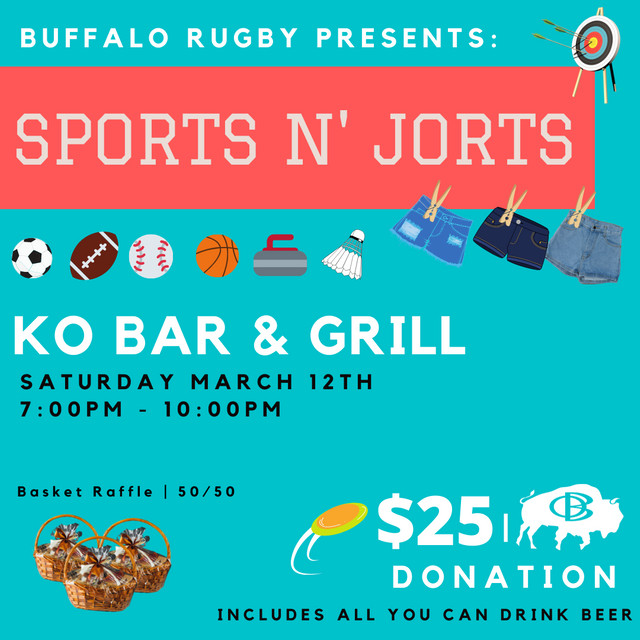 BUFFALO RUGBY PRESENTS:
SPORTS N' JORTS
KO BAR & GRILL
SATURDAY MARCH 12TH
7:00PM - 10:00PM
Basket Raffle | 50/50
$25 |
DONATION
INCLUDES ALL YOU CAN DRINK BEER